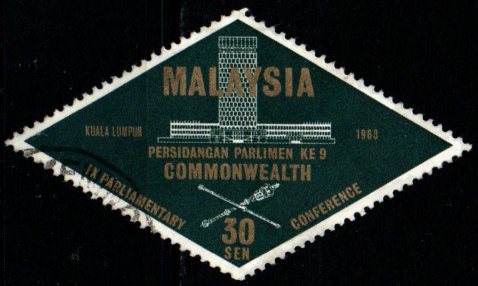 MALAYSIA
KUALA LUMPUR
1963
PERSIDANGAN PARLIMEN KE 9
COMMONWEALTH
IX PARLIAMENTARY CONFERENCE
30
SEN